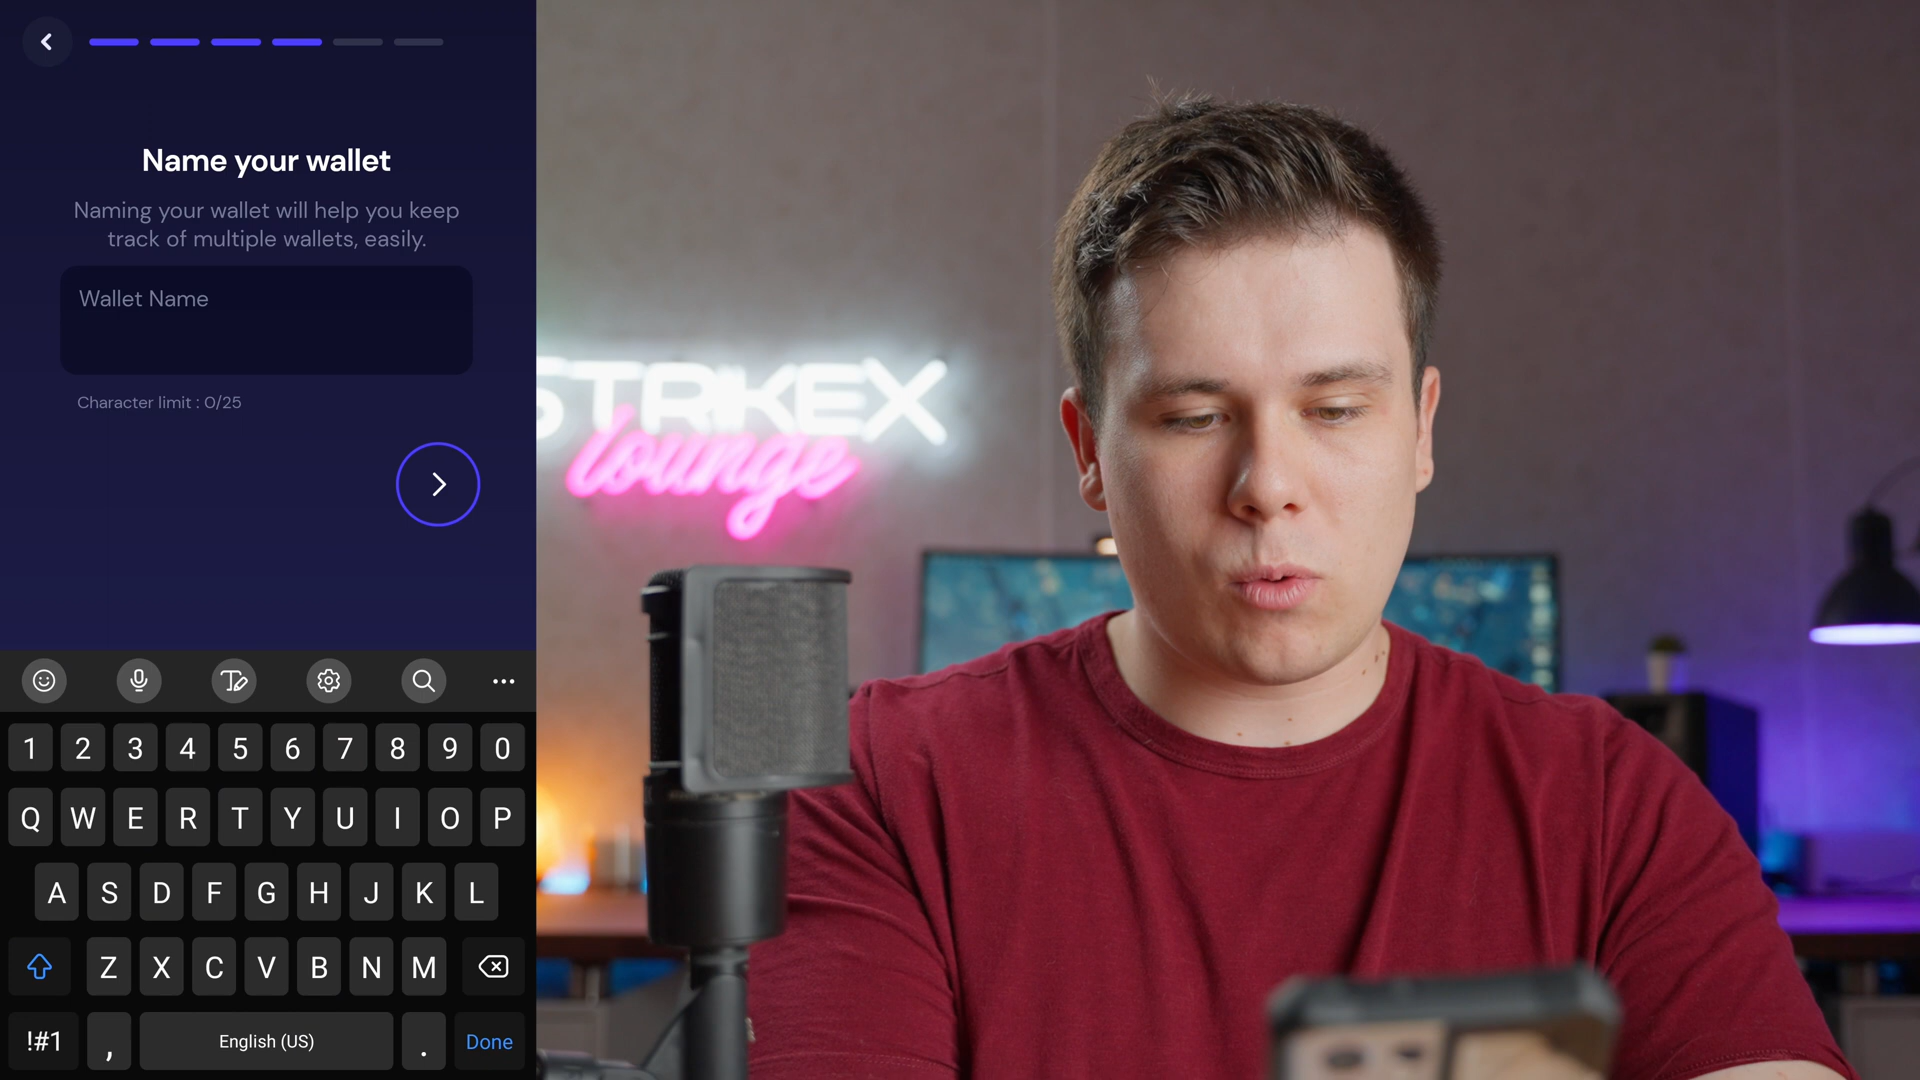 Name your wallet
Naming your wallet will help you keep
track of multiple wallets, easily.
Wallet Name
Character limit : 0/25
STRIKEX
lounge
1 2 3 4 5 6 7 8 9 0
Q W E R T Y U I O P
A S D F G H J K L
Z X C V B N M
!#1 , English (US) . Done